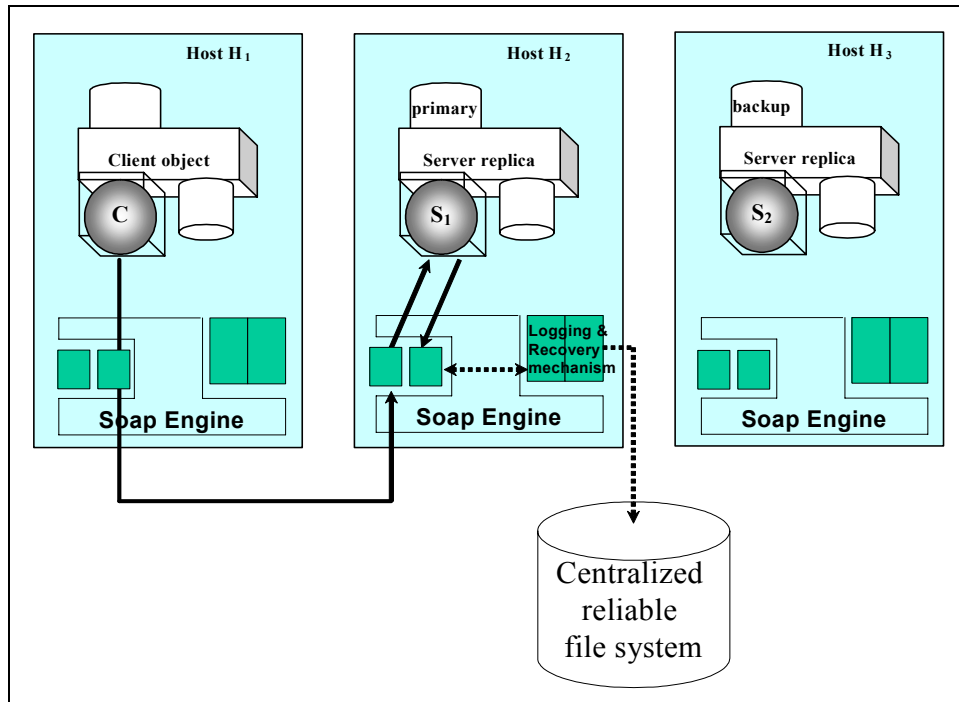 Host H1
Client object
C
Soap Engine
Host H2
primary
Server replica
S1
Logging &
Recovery
mechanism
Soap Engine
Host H3
backup
Server replica
S2
Soap Engine
Centralized
reliable
file system